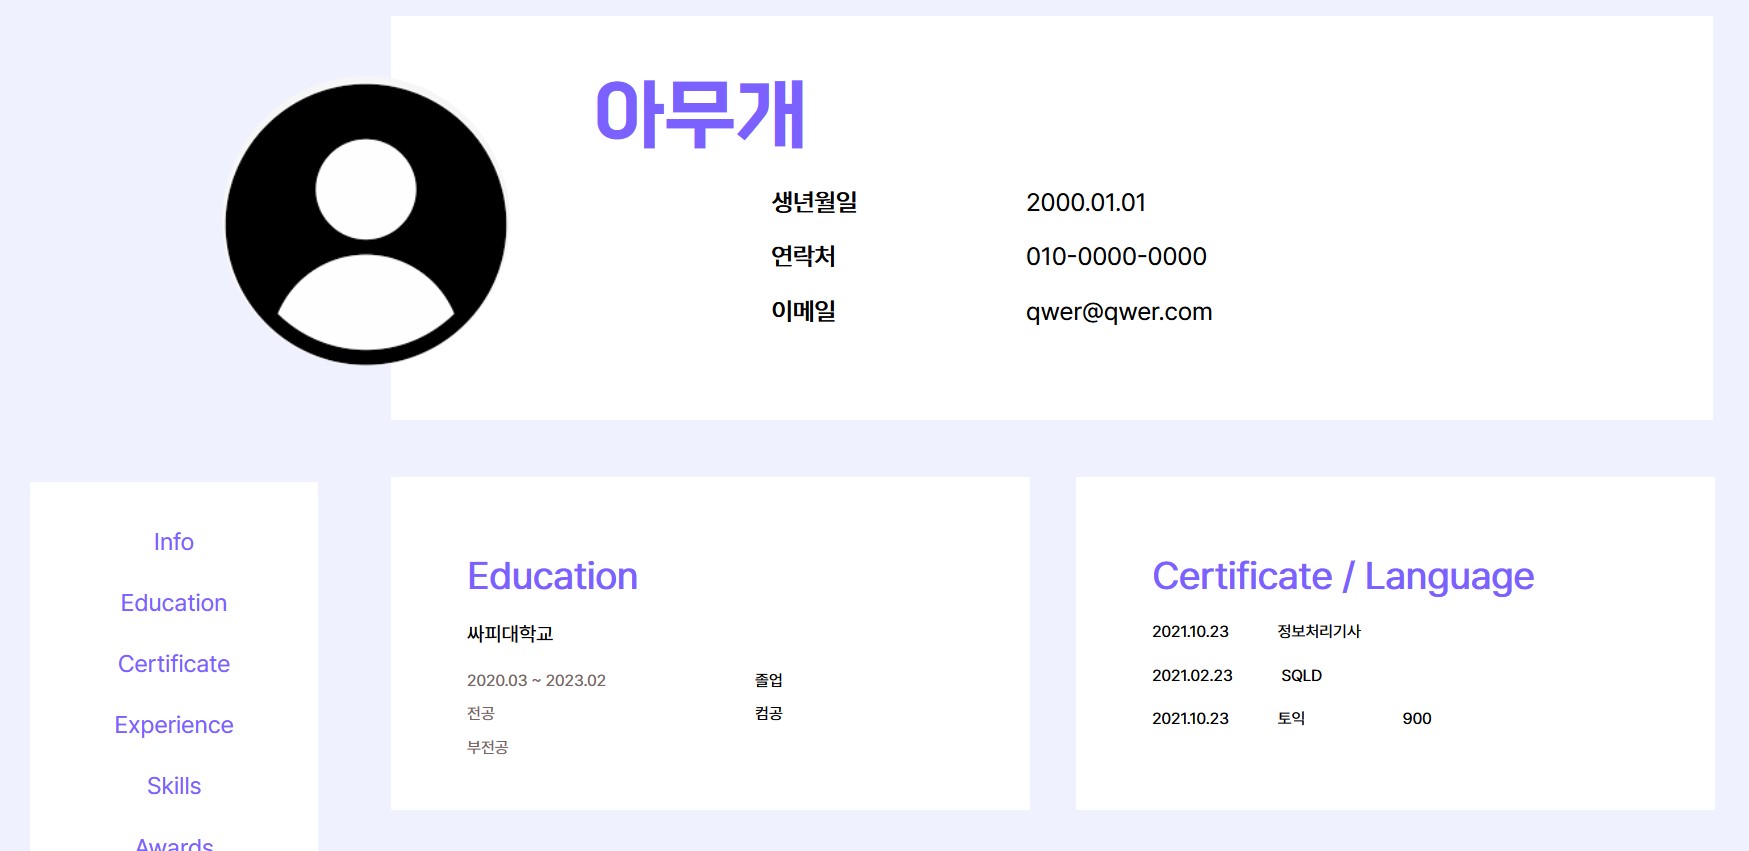 아무개
생년월일 2000.01.01
연락처 010-0000-0000
이메일 qwer@qwer.com
Info
Education
Certificate
Experience
Skills
Awards
Education
싸피대학교
2020.03 ~ 2023.02 졸업
전공 컴공
부전공
Certificate / Language
2021.10.23 정보처리기사
2021.02.23 SQLD
2021.10.23 토익 900